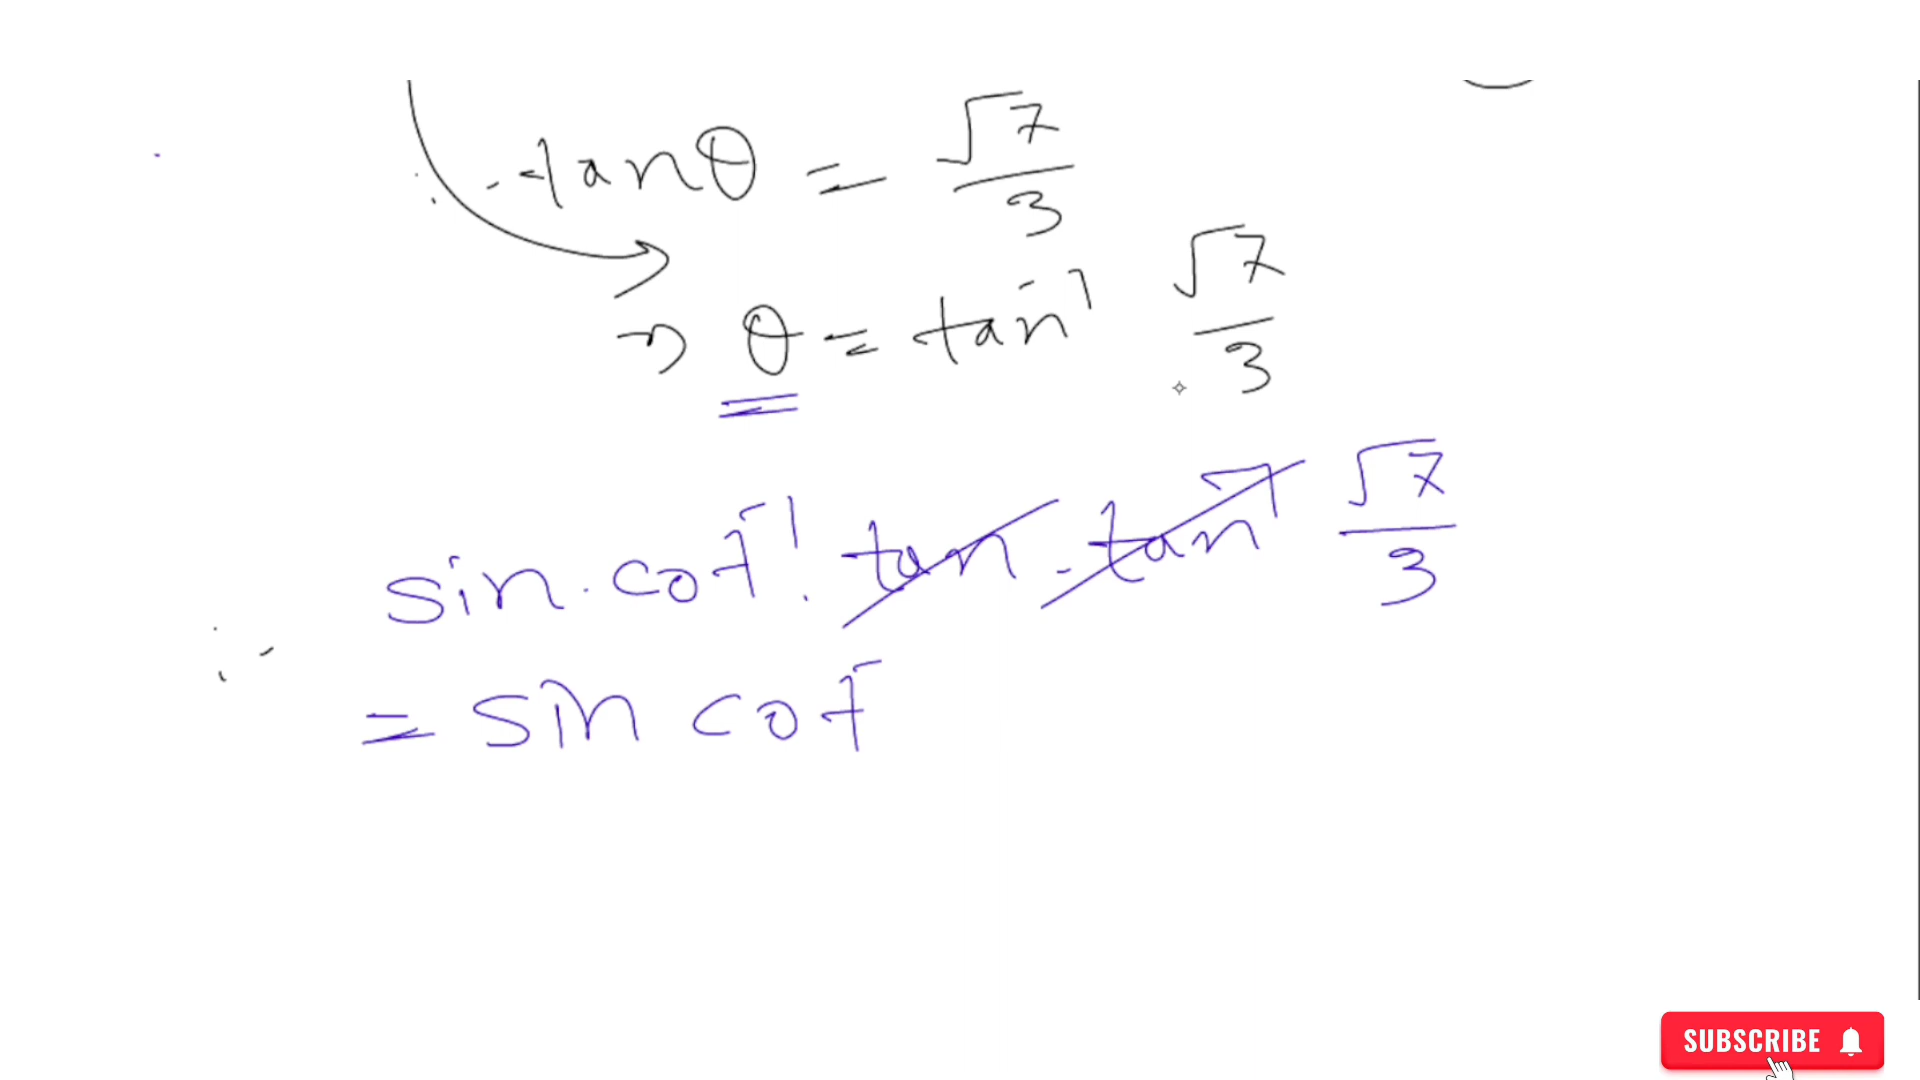 ∴ tanθ = √7/3
⇒ θ = tan⁻¹ √7/3
∴ sin.cot⁻¹. tan . tan⁻¹ √7/3
= sin cot⁻
SUBSCRIBE